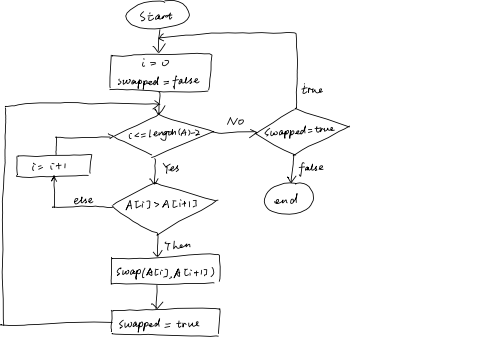 Start
i = 0
swapped = false
i <= length(A)-2
No
swapped = true
true
false
end
Yes
i = i+1
A[i] > A[i+1]
else
Then
Swap(A[i], A[i+1])
swapped = true